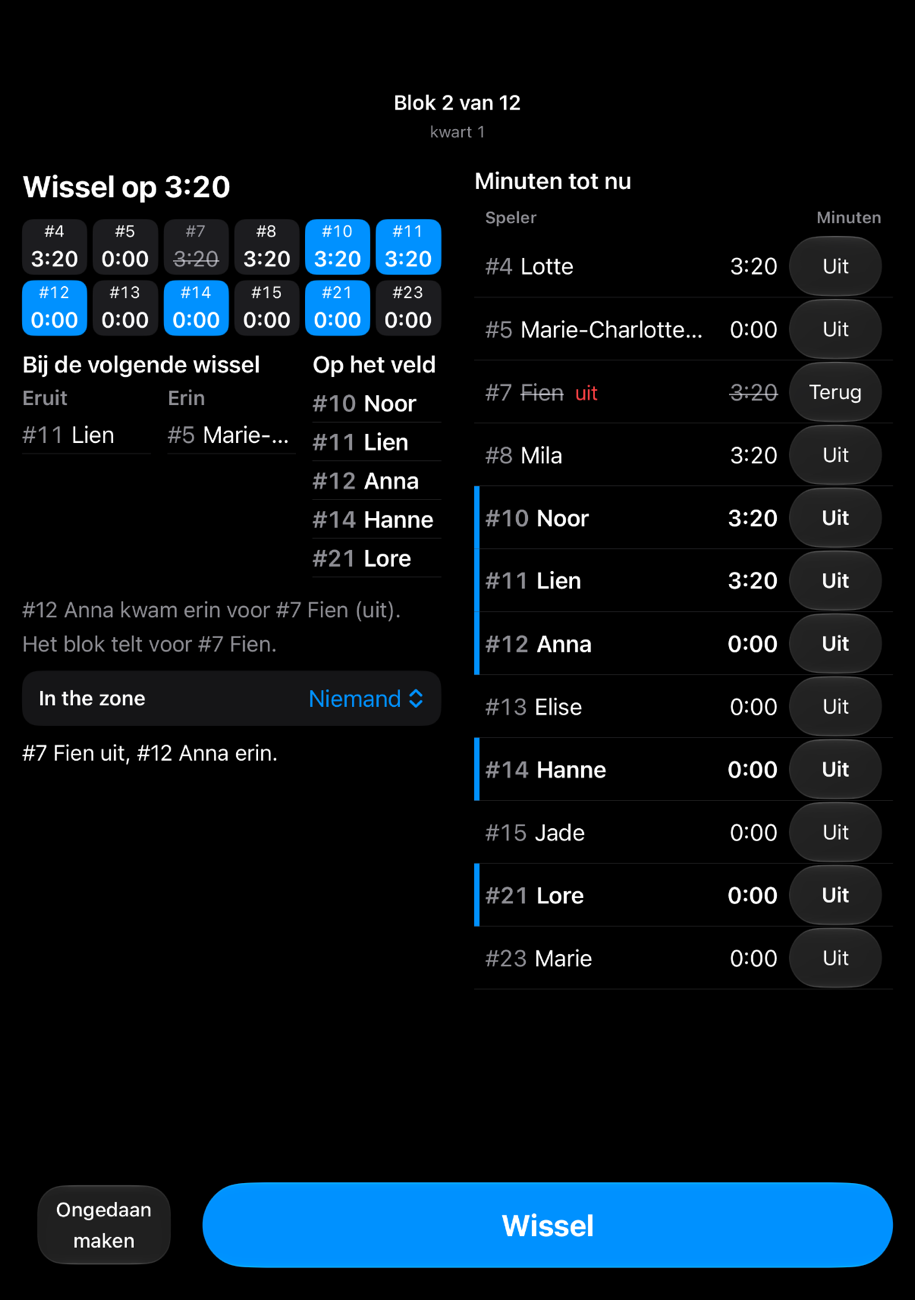 Blok 2 van 12
kwart 1
Wissel op 3:20
#4 #5 #7 #8 #10 #11
3:20 0:00 3:20 3:20 3:20 3:20
#12 #13 #14 #15 #21 #23
0:00 0:00 0:00 0:00 0:00 0:00
Bij de volgende wissel
Eruit Erin
#11 Lien #5 Marie-...
Op het veld
#10 Noor
#11 Lien
#12 Anna
#14 Hanne
#21 Lore
#12 Anna kwam erin voor #7 Fien (uit).
Het blok telt voor #7 Fien.
In the zone Niemand
#7 Fien uit, #12 Anna erin.
Minuten tot nu
Speler Minuten
#4 Lotte 3:20 Uit
#5 Marie-Charlotte... 0:00 Uit
#7 Fien uit 3:20 Terug
#8 Mila 3:20 Uit
#10 Noor 3:20 Uit
#11 Lien 3:20 Uit
#12 Anna 0:00 Uit
#13 Elise 0:00 Uit
#14 Hanne 0:00 Uit
#15 Jade 0:00 Uit
#21 Lore 0:00 Uit
#23 Marie 0:00 Uit
Ongedaan
maken
Wissel